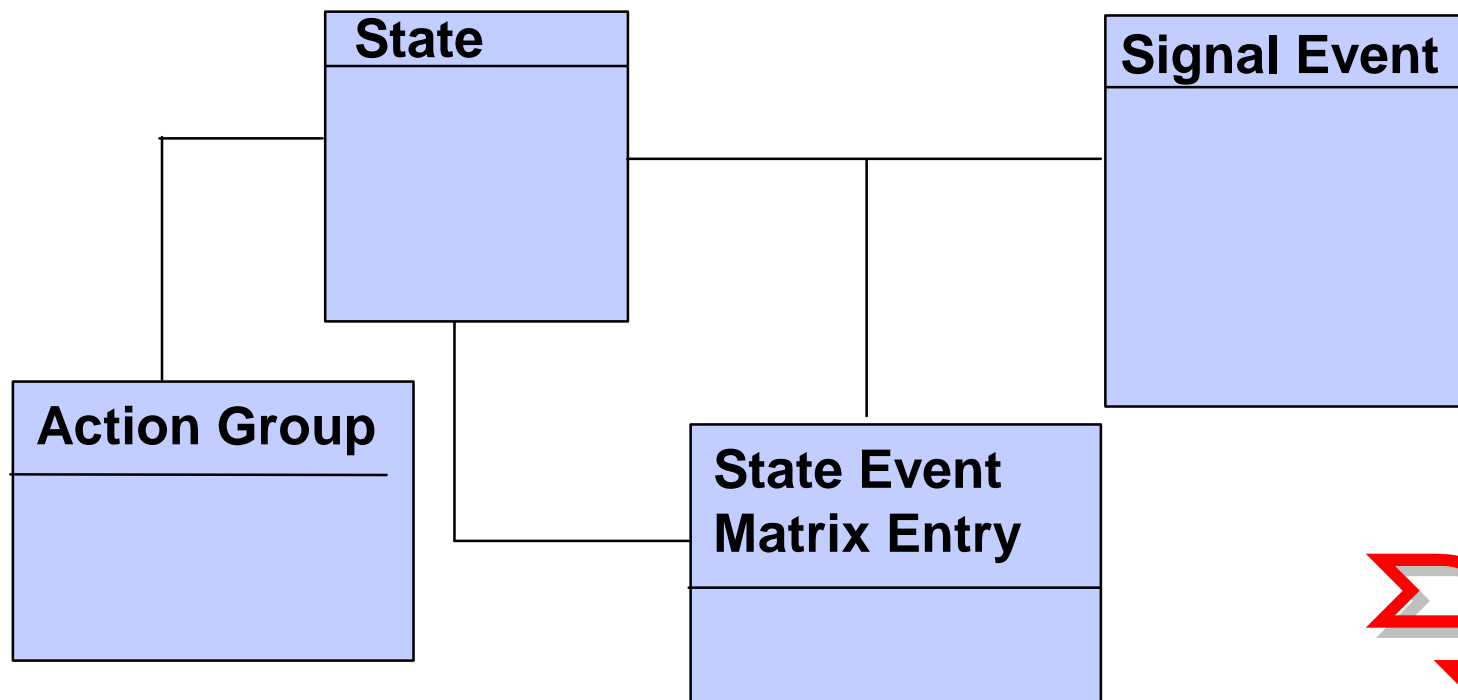 State
Signal Event
Action Group
State Event
Matrix Entry